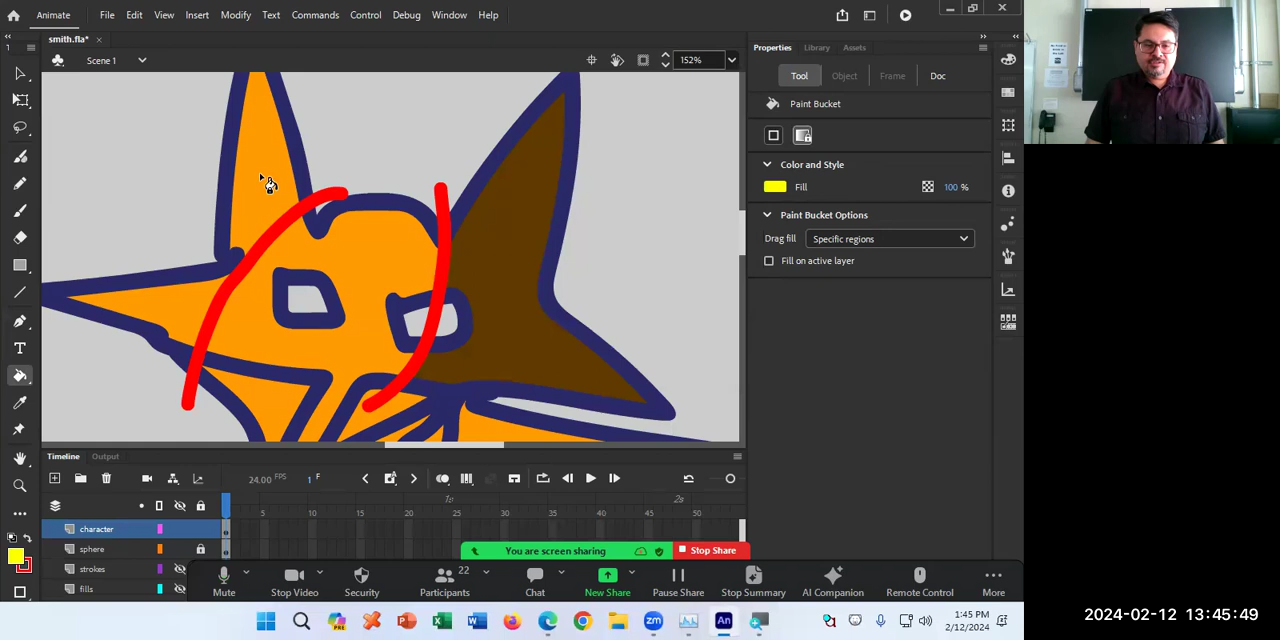 Animate File Edit View Insert Modify Text Commands Control Debug Window Help
smith.fla*
Scene 1 152%
Properties Library Assets
Tool Object Frame Doc
Paint Bucket
Color and Style
Fill 100 %
Paint Bucket Options
Drag fill Specific regions
Fill on active layer
Timeline Output
24.00 FPS 1 F
1s 2s
5 10 15 20 25 30 35 40 45 50
character
sphere
strokes
fills
You are screen sharing Stop Share
22
Mute Stop Video Security Participants Chat New Share Pause Share Stop Summary AI Companion Remote Control More
1:45 PM
2/12/2024
2024-02-12 13:45:49